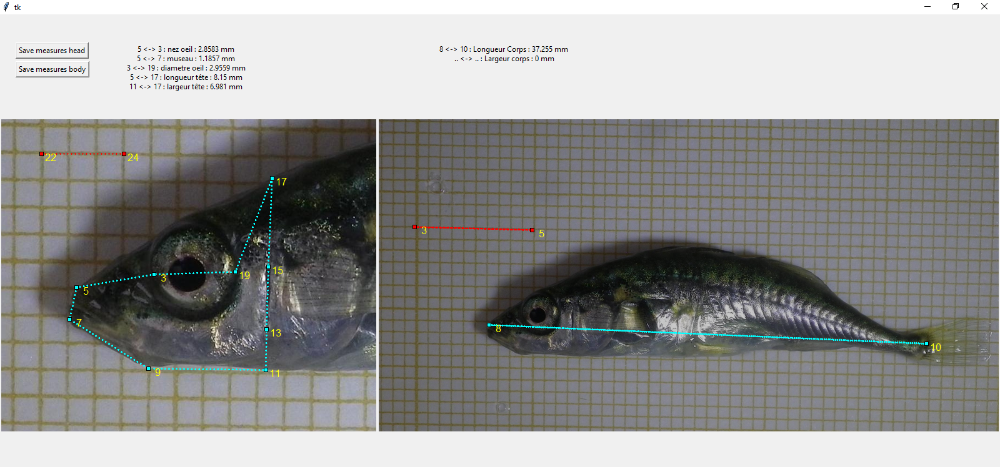 tk
Save measures head
Save measures body
5 <-> 3 : nez oeil : 2.8583 mm
5 <-> 7 : museau : 1.1857 mm
3 <-> 19 : diametre oeil : 2.9559 mm
5 <-> 17 : longueur tête : 8.15 mm
11 <-> 17 : largeur tête : 6.981 mm
8 <-> 10 : Longueur Corps : 37.255 mm
.. <-> .. : Largeur corps : 0 mm
22
24
17
15
3
19
5
7
13
9
11
3
5
8
10